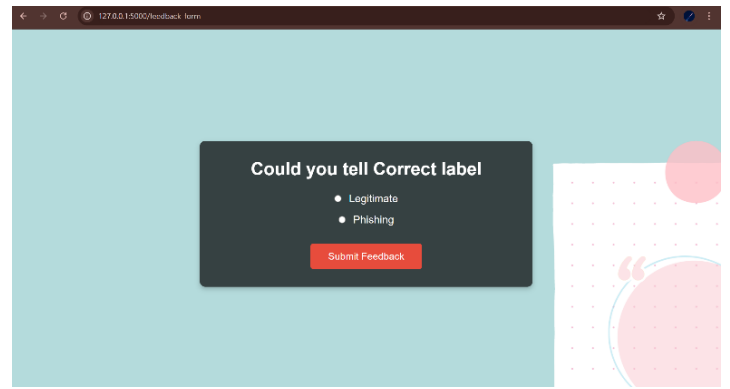 127.0.0.1:5000/feedback_form
Could you tell Correct label
Legitimate
Phishing
Submit Feedback